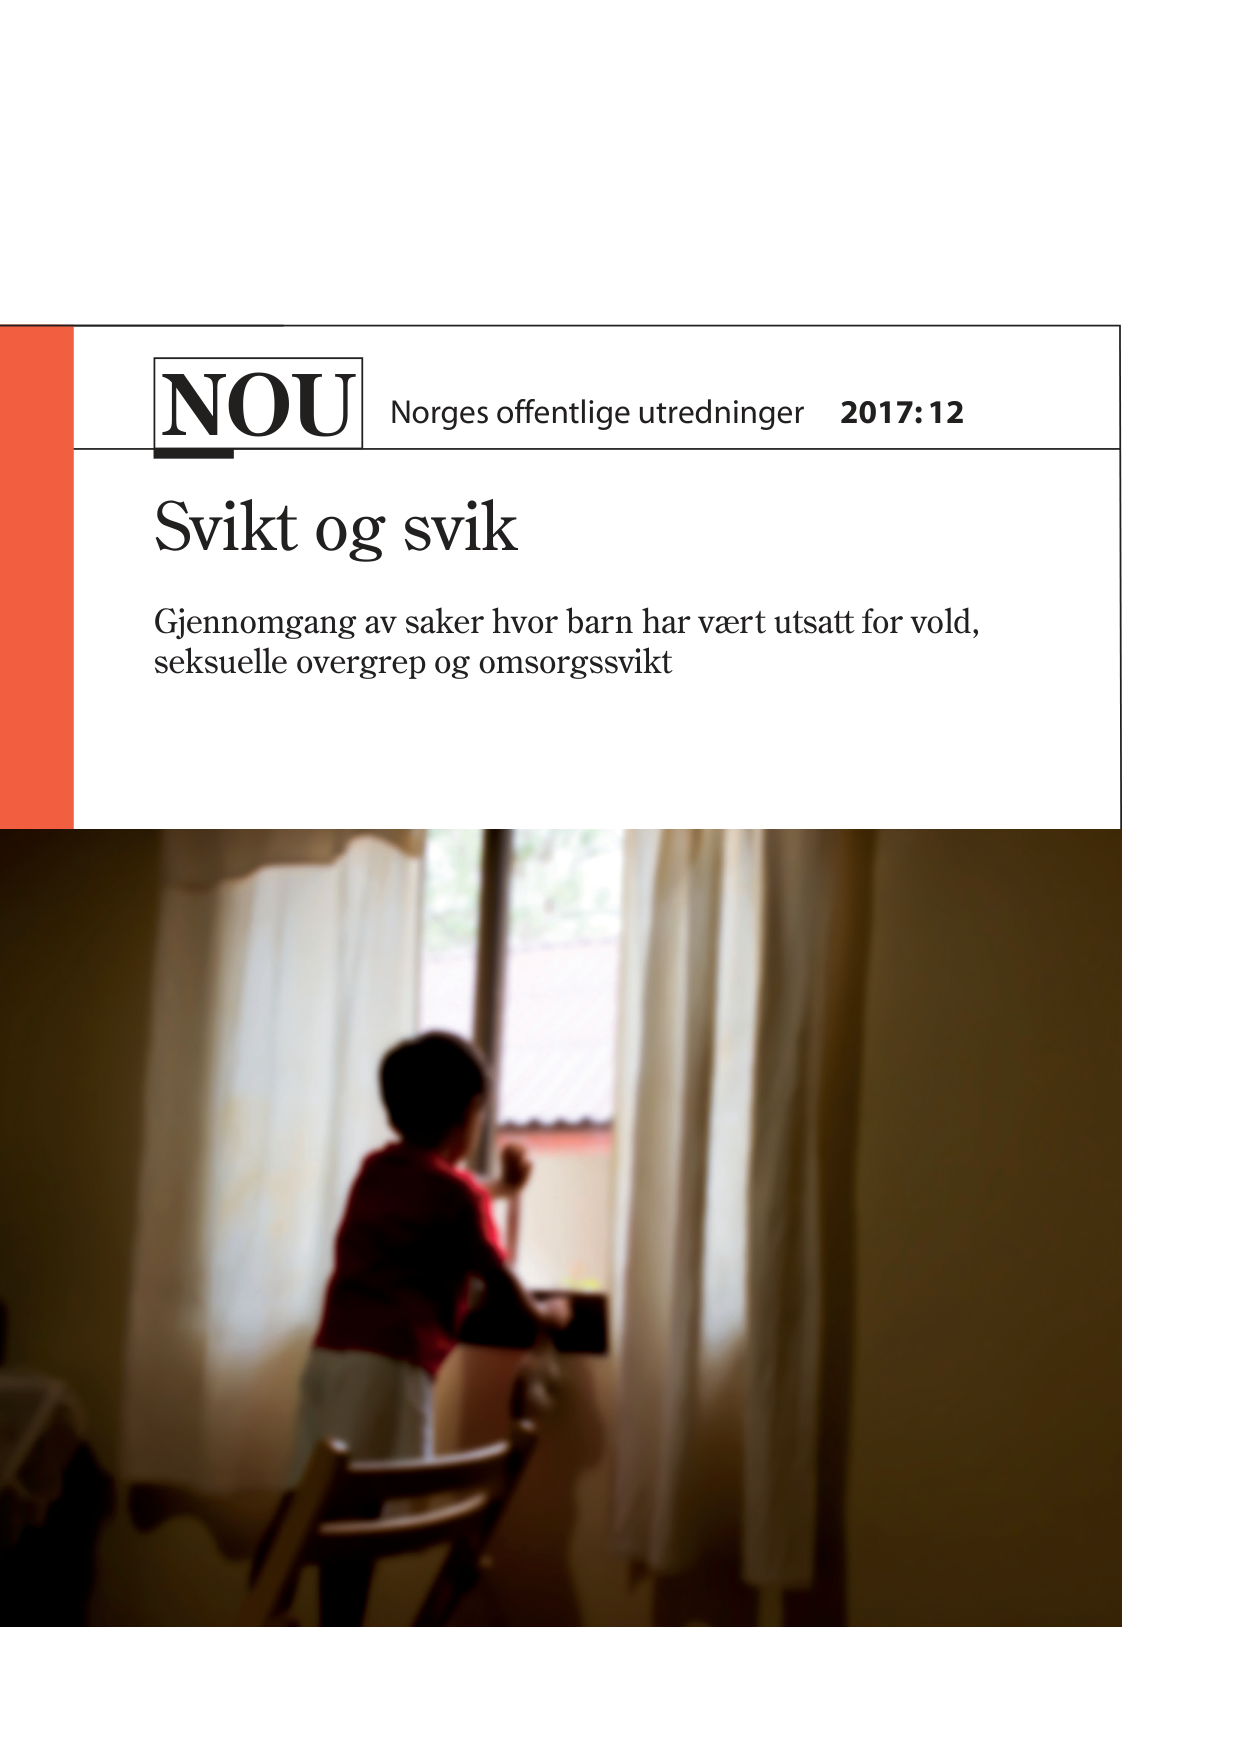 NOU Norges offentlige utredninger 2017: 12
Svikt og svik
Gjennomgang av saker hvor barn har vært utsatt for vold,
seksuelle overgrep og omsorgssvikt